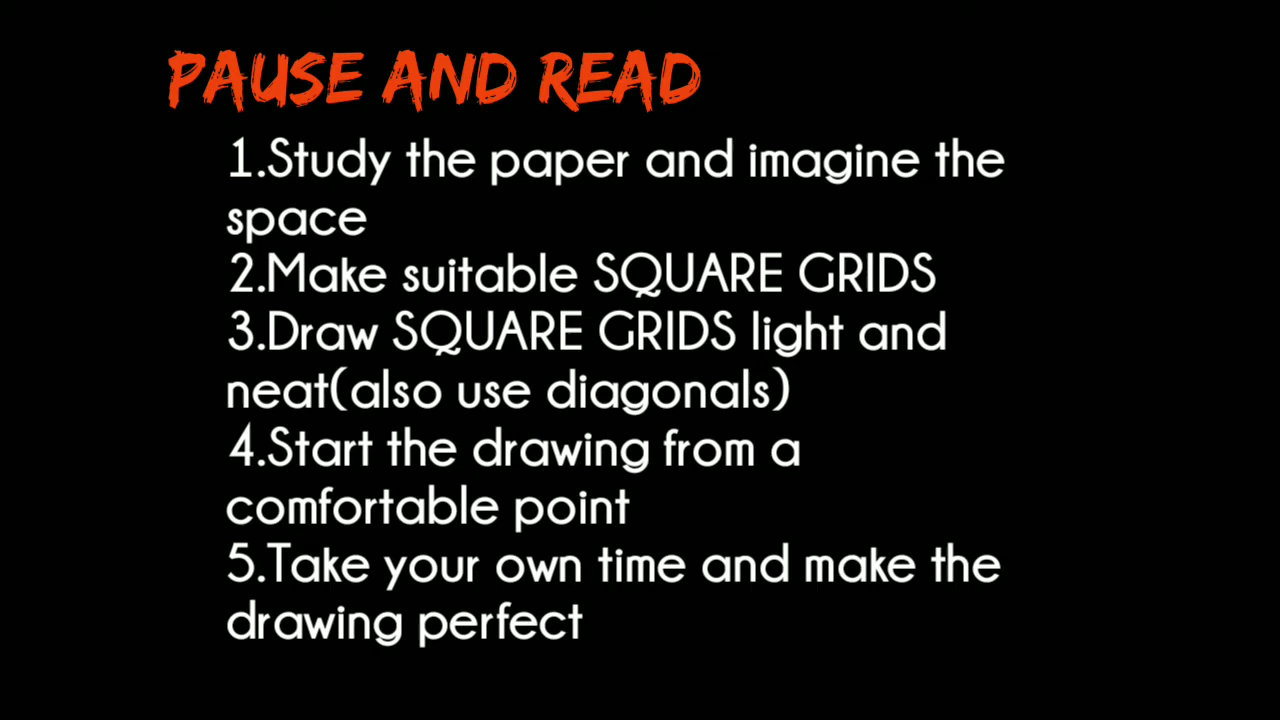 PAUSE AND READ
1.Study the paper and imagine the
space
2.Make suitable SQUARE GRIDS
3.Draw SQUARE GRIDS light and
neat(also use diagonals)
4.Start the drawing from a
comfortable point
5.Take your own time and make the
drawing perfect